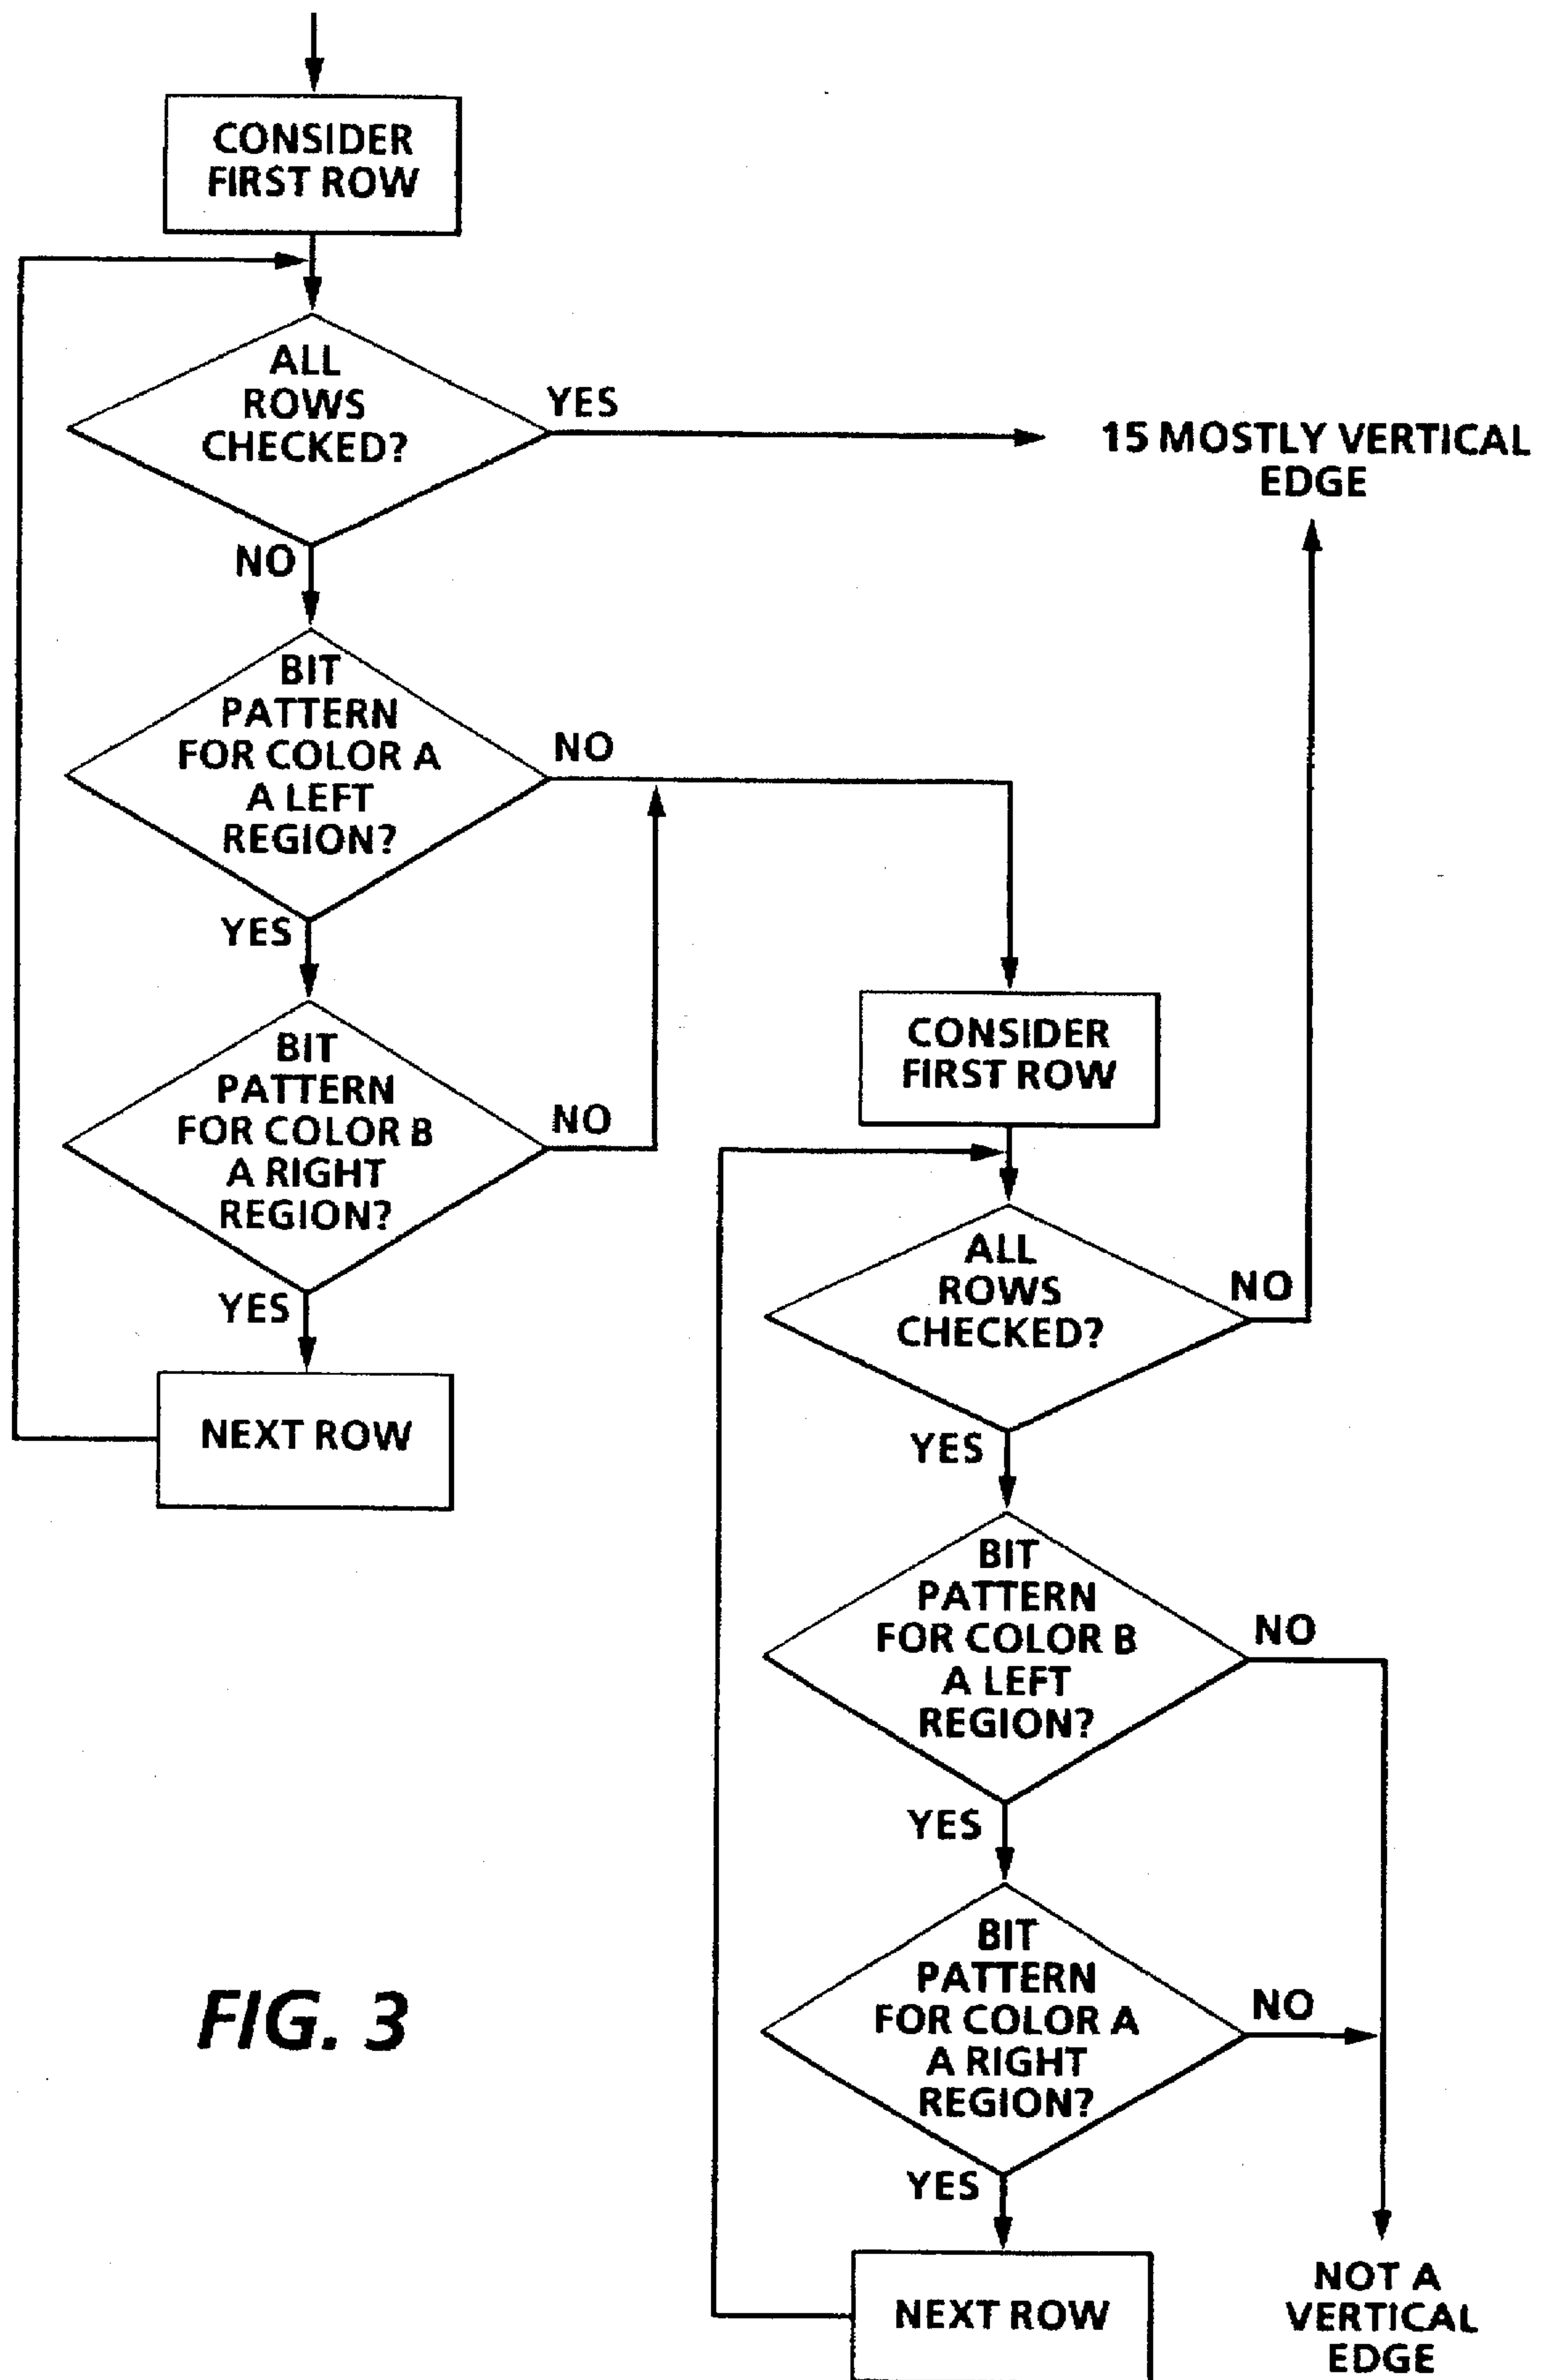 CONSIDER
FIRST ROW
ALL
ROWS
CHECKED?
YES
15 MOSTLY VERTICAL
EDGE
NO
BIT
PATTERN
FOR COLOR A
A LEFT
REGION?
NO
YES
BIT
PATTERN
FOR COLOR B
A RIGHT
REGION?
NO
YES
NEXT ROW
CONSIDER
FIRST ROW
ALL
ROWS
CHECKED?
NO
YES
BIT
PATTERN
FOR COLOR B
A LEFT
REGION?
NO
YES
BIT
PATTERN
FOR COLOR A
A RIGHT
REGION?
NO
YES
NEXT ROW
NOT A
VERTICAL
EDGE
FIG. 3